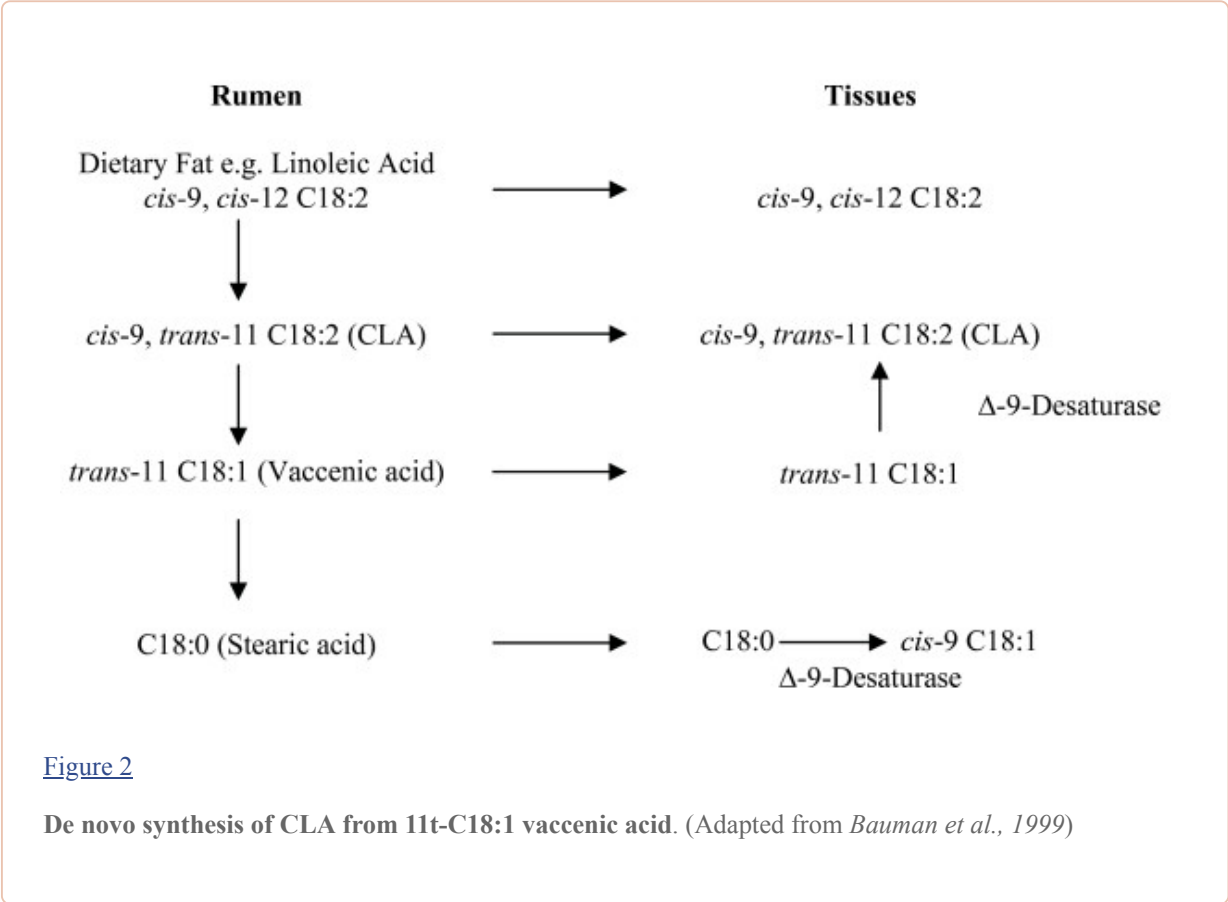 Rumen Tissues
Dietary Fat e.g. Linoleic Acid
cis-9, cis-12 C18:2 cis-9, cis-12 C18:2
cis-9, trans-11 C18:2 (CLA) cis-9, trans-11 C18:2 (CLA)
Δ-9-Desaturase
trans-11 C18:1 (Vaccenic acid) trans-11 C18:1
C18:0 (Stearic acid) C18:0 cis-9 C18:1
Δ-9-Desaturase
Figure 2
De novo synthesis of CLA from 11t-C18:1 vaccenic acid. (Adapted from Bauman et al., 1999)